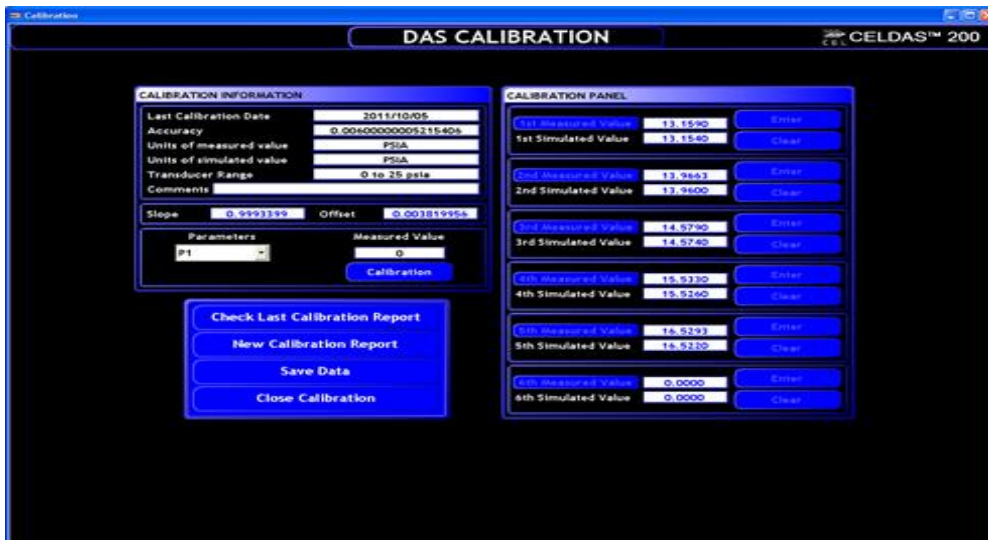 Calibration
DAS CALIBRATION
CEL CELDAS™ 200
CALIBRATION INFORMATION
Last Calibration Date 2011/10/05
Accuracy 0.00600000005215406
Units of measured value PSIA
Units of simulated value PSIA
Transducer Range 0 to 25 psia
Comments
Slope 0.9993399 Offset 0.003819956
Parameters Measured Value
P1 0
Calibration
Check Last Calibration Report
New Calibration Report
Save Data
Close Calibration
CALIBRATION PANEL
1st Measured Value 13.1590 Enter
1st Simulated Value 13.1540 Clear
2nd Measured Value 13.9663 Enter
2nd Simulated Value 13.9600 Clear
3rd Measured Value 14.5790 Enter
3rd Simulated Value 14.5740 Clear
4th Measured Value 15.5330 Enter
4th Simulated Value 15.5260 Clear
5th Measured Value 16.5293 Enter
5th Simulated Value 16.5220 Clear
6th Measured Value 0.0000 Enter
6th Simulated Value 0.0000 Clear